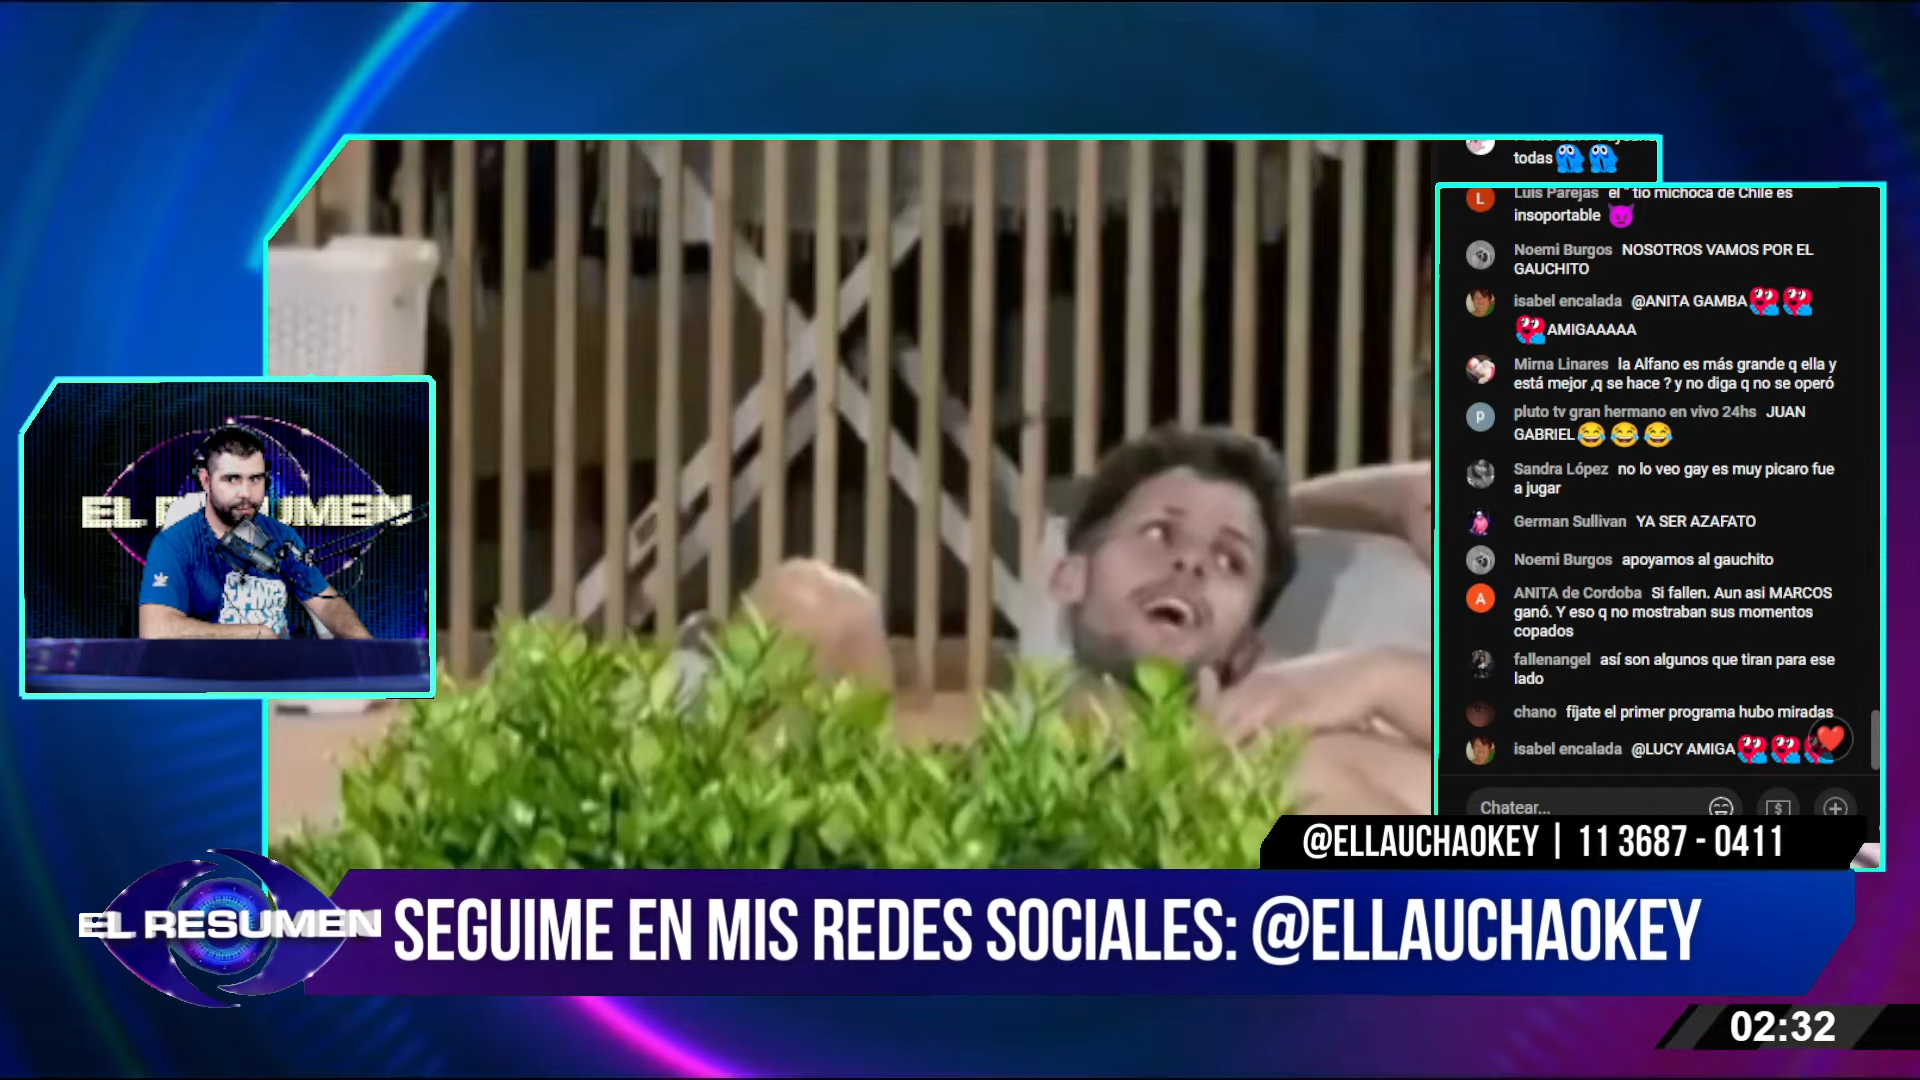 todas
Luis Parejas el " tio michoca de Chile es
insoportable
Noemi Burgos NOSOTROS VAMOS POR EL
GAUCHITO
isabel encalada @ANITA GAMBA
AMIGAAAAA
Mirna Linares la Alfano es más grande q ella y
está mejor ,q se hace ? y no diga q no se operó
pluto tv gran hermano en vivo 24hs JUAN
GABRIEL
Sandra López no lo veo gay es muy picaro fue
a jugar
German Sullivan YA SER AZAFATO
Noemi Burgos apoyamos al gauchito
ANITA de Cordoba Si fallen. Aun asi MARCOS
ganó. Y eso q no mostraban sus momentos
copados
fallenangel así son algunos que tiran para ese
lado
chano fíjate el primer programa hubo miradas
isabel encalada @LUCY AMIGA
Chatear...
@ELLAUCHAOKEY | 11 3687 - 0411
EL RESUMEN
SEGUIME EN MIS REDES SOCIALES: @ELLAUCHAOKEY
02:32